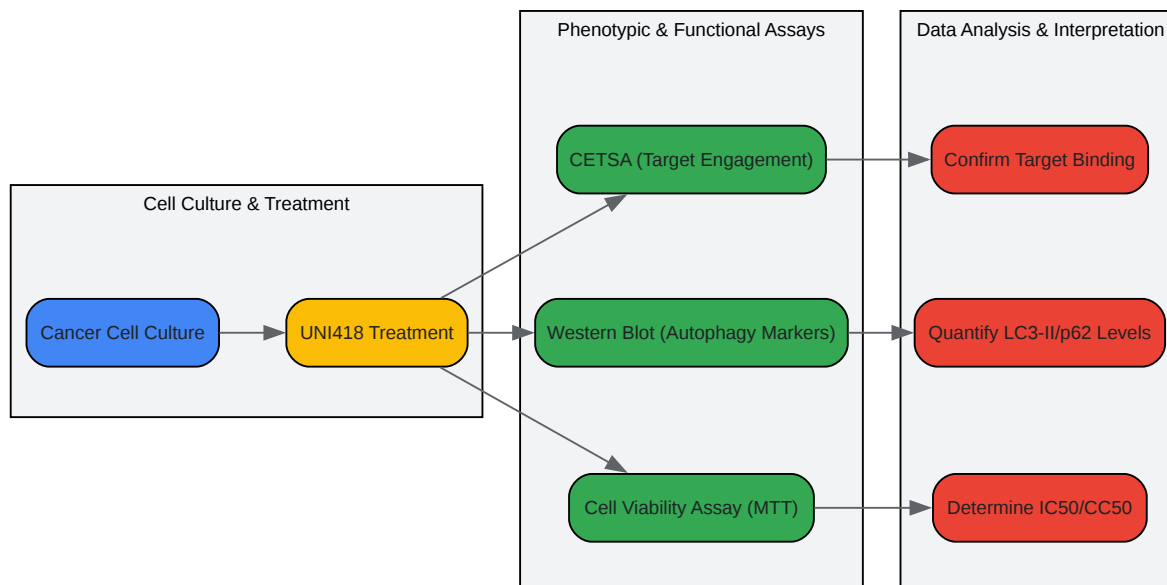 Phenotypic & Functional Assays
Data Analysis & Interpretation
CETSA (Target Engagement)
Confirm Target Binding
Cell Culture & Treatment
Cancer Cell Culture
UNI418 Treatment
Western Blot (Autophagy Markers)
Quantify LC3-II/p62 Levels
Cell Viability Assay (MTT)
Determine IC50/CC50